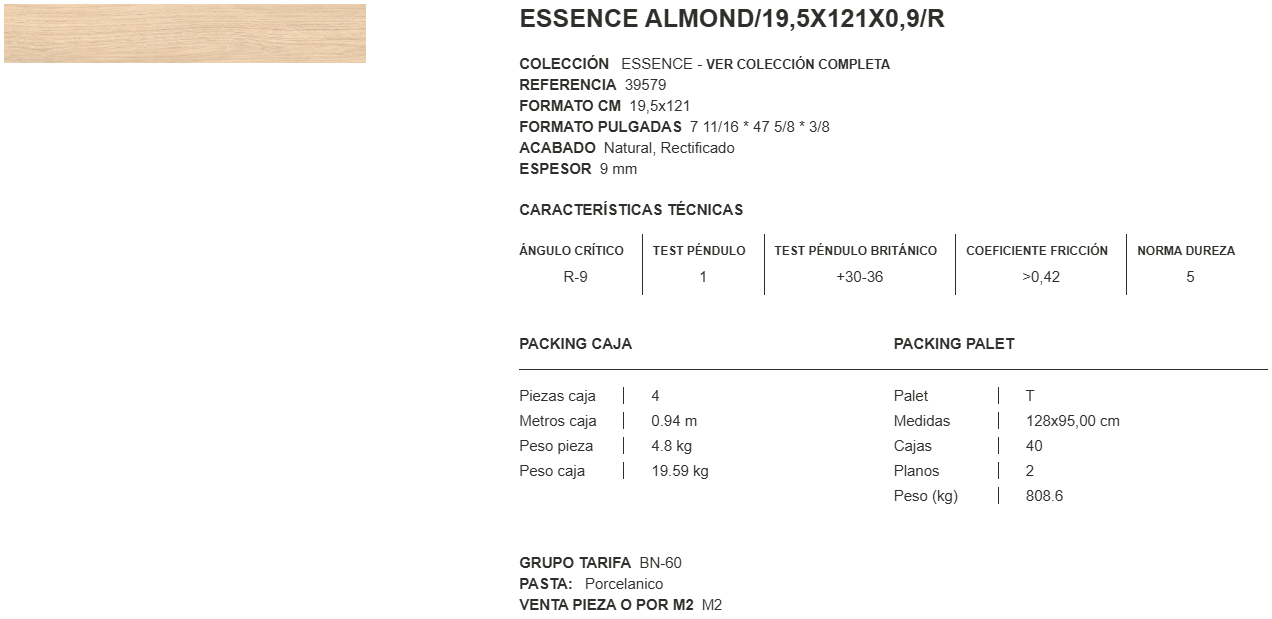 ESSENCE ALMOND/19,5X121X0,9/R
COLECCIÓN ESSENCE - VER COLECCIÓN COMPLETA
REFERENCIA 39579
FORMATO CM 19,5x121
FORMATO PULGADAS 7 11/16 * 47 5/8 * 3/8
ACABADO Natural, Rectificado
ESPESOR 9 mm
CARACTERÍSTICAS TÉCNICAS
ÁNGULO CRÍTICO TEST PÉNDULO TEST PÉNDULO BRITÁNICO COEFICIENTE FRICCIÓN NORMA DUREZA
R-9 1 +30-36 >0,42 5
PACKING CAJA
Piezas caja 4
Metros caja 0.94 m
Peso pieza 4.8 kg
Peso caja 19.59 kg
PACKING PALET
Palet T
Medidas 128x95,00 cm
Cajas 40
Planos 2
Peso (kg) 808.6
GRUPO TARIFA BN-60
PASTA: Porcelanico
VENTA PIEZA O POR M2 M2